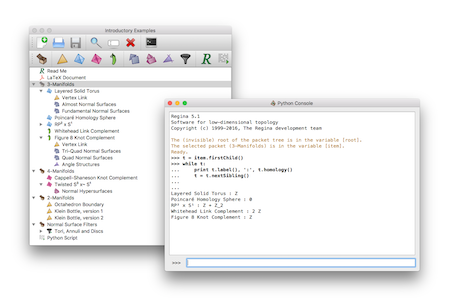 Introductory Examples
Read Me
LaTeX Document
3-Manifolds
Layered Solid Torus
Vertex Link
Almost Normal Surfaces
Fundamental Normal Surfaces
Poincaré Homology Sphere
RP³ x S¹
Whitehead Link Complement
Figure 8 Knot Complement
Vertex Link
Tri-Quad Normal Surfaces
Quad Normal Surfaces
Angle Structures
4-Manifolds
Cappell-Shaneson Knot Complement
Twisted S³ x~ S¹
Normal Hypersurfaces
2-Manifolds
Octahedron Boundary
Klein Bottle, version 1
Klein Bottle, version 2
Normal Surface Filters
Tori, Annuli and Discs
Python Script
Python Console
Regina 5.1
Software for low-dimensional topology
Copyright (c) 1999-2016, The Regina development team
The (invisible) root of the packet tree is in the variable [root].
The selected packet (3-Manifolds) is in the variable [item].
Ready.
>>> t = item.firstChild()
>>> while t:
... print t.label(), ':', t.homology()
... t = t.nextSibling()
...
...
Layered Solid Torus : Z
Poincaré Homology Sphere : 0
RP³ x S¹ : Z + Z_2
Whitehead Link Complement : 2 Z
Figure 8 Knot Complement : Z
>>>